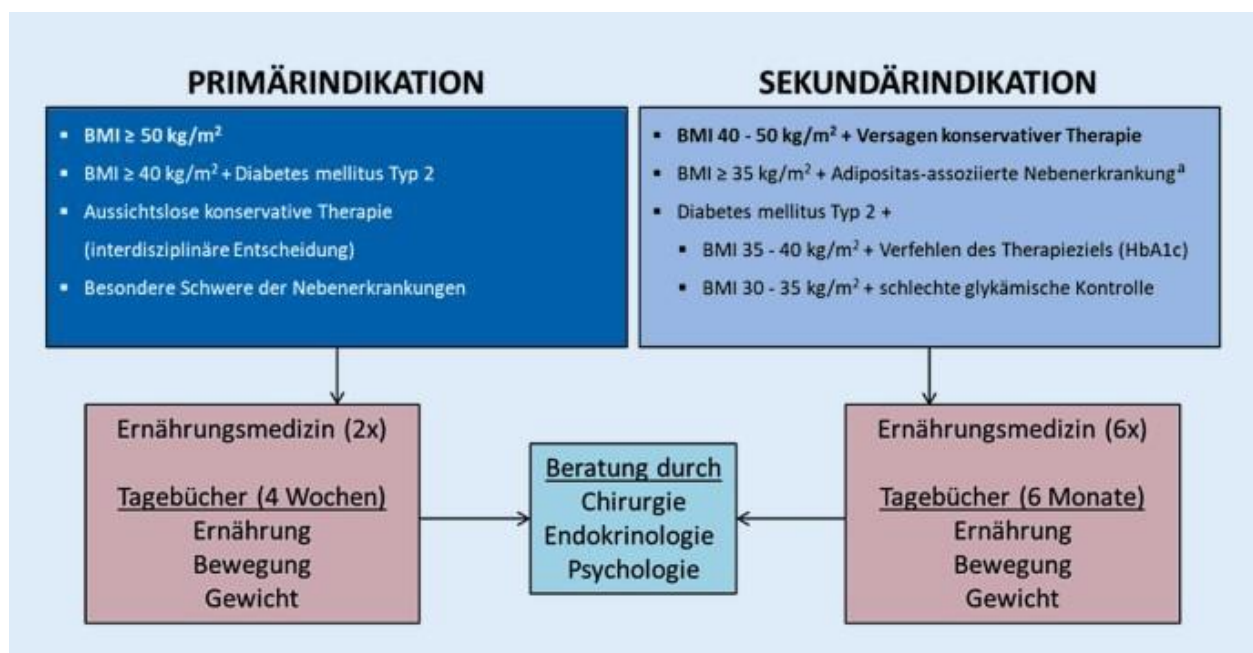 PRIMÄRINDIKATION
▪ BMI ≥ 50 kg/m²
▪ BMI ≥ 40 kg/m² + Diabetes mellitus Typ 2
▪ Aussichtslose konservative Therapie
(interdisziplinäre Entscheidung)
▪ Besondere Schwere der Nebenerkrankungen
SEKUNDÄRINDIKATION
▪ BMI 40 - 50 kg/m² + Versagen konservativer Therapie
▪ BMI ≥ 35 kg/m² + Adipositas-assoziierte Nebenerkrankungᵃ
▪ Diabetes mellitus Typ 2 +
▪ BMI 35 - 40 kg/m² + Verfehlen des Therapieziels (HbA1c)
▪ BMI 30 - 35 kg/m² + schlechte glykämische Kontrolle
Ernährungsmedizin (2x)
Tagebücher (4 Wochen)
Ernährung
Bewegung
Gewicht
Beratung durch
Chirurgie
Endokrinologie
Psychologie
Ernährungsmedizin (6x)
Tagebücher (6 Monate)
Ernährung
Bewegung
Gewicht